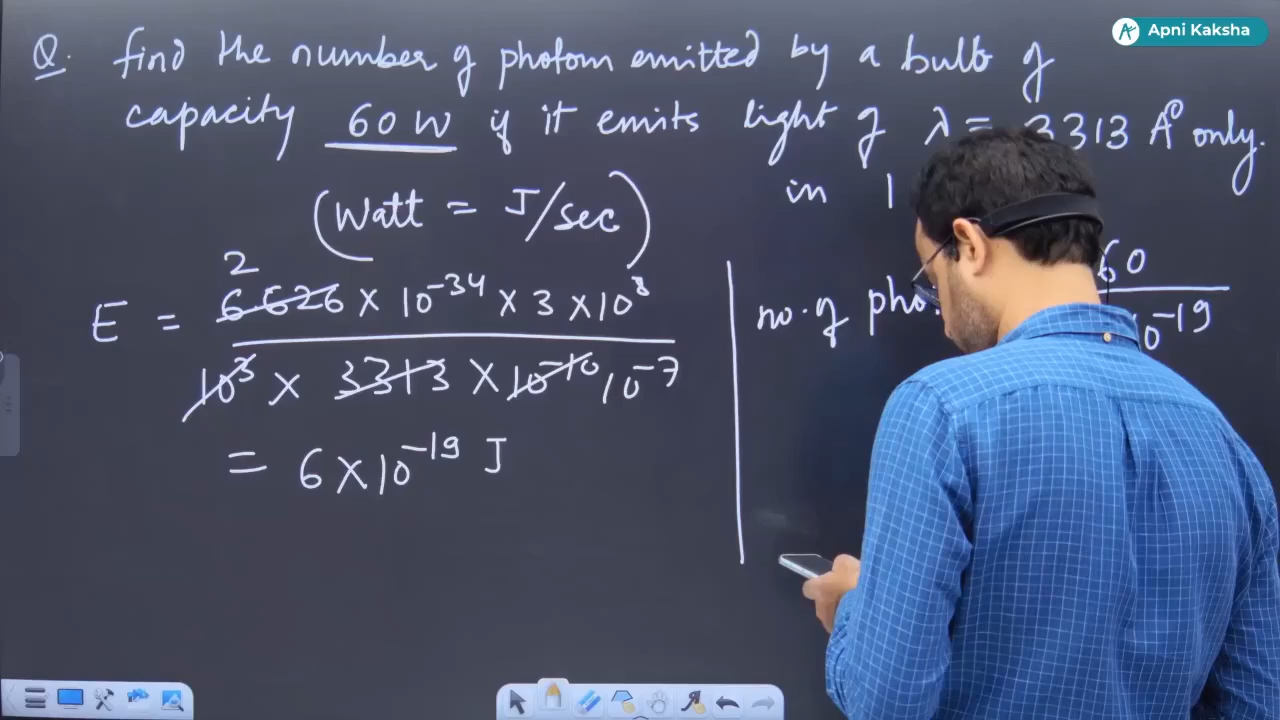 Apni Kaksha
Q. find the number of photom emitted by a bulb of
capacity 60 W if it emits light of λ = 3313 A° only.
in 1
(Watt = J/sec)
2
E = 6 626 × 10⁻³⁴ × 3 × 10⁸
10³ × 3313 × 10⁻¹⁰ 10⁻⁷
= 6 × 10⁻¹⁹ J
no. of pho
60
10⁻¹⁹